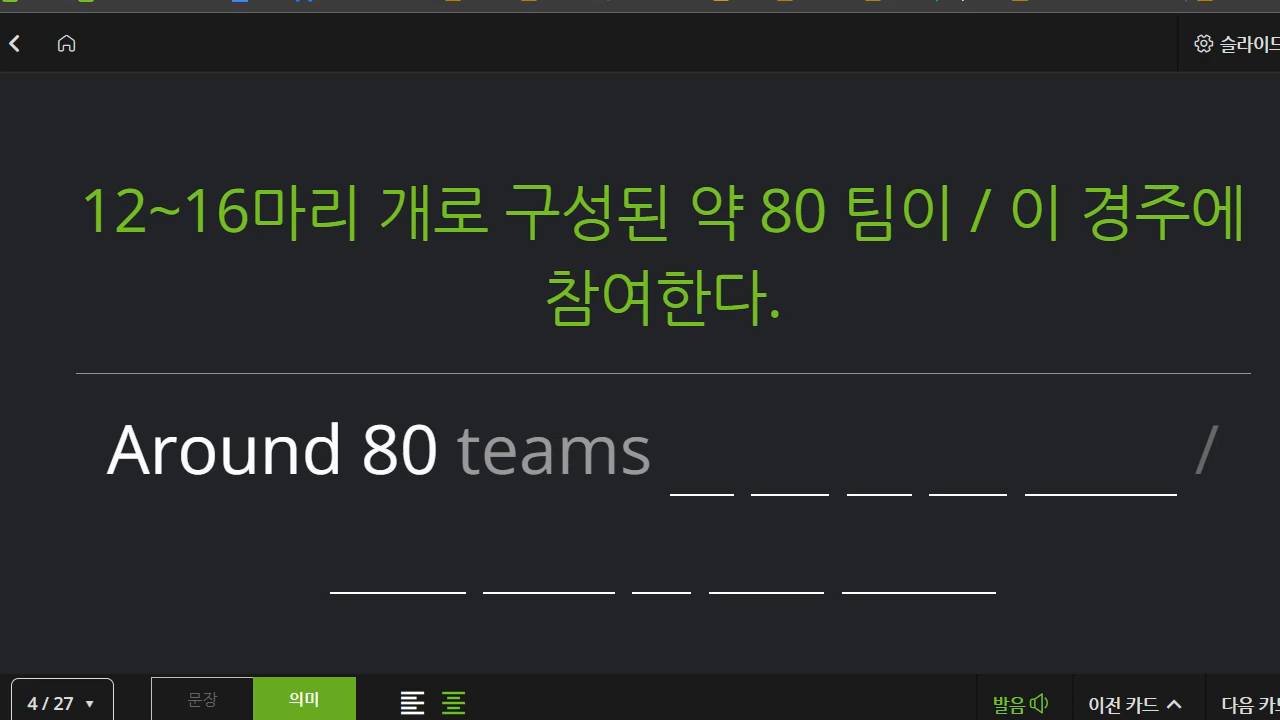 슬라이드
12~16마리 개로 구성된 약 80 팀이 / 이 경주에
참여한다.
Around 80 teams /
4 / 27
문장
의미
발음
이전 카드
다음 카드